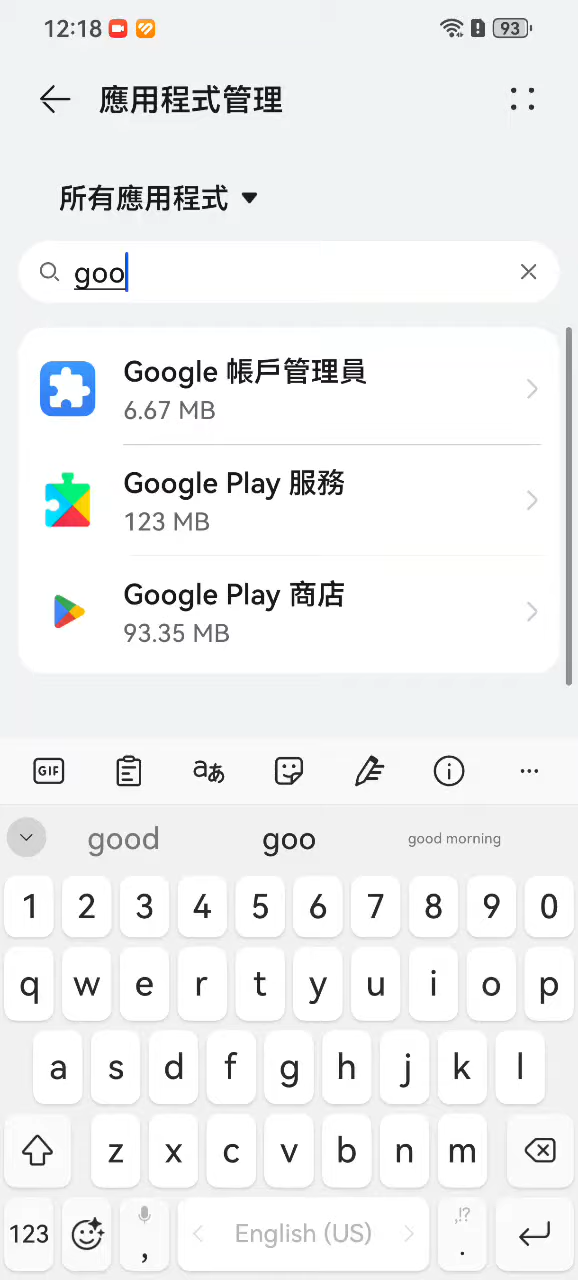 12:18 93
應用程式管理
所有應用程式
goo
Google 帳戶管理員
6.67 MB
Google Play 服務
123 MB
Google Play 商店
93.35 MB
GIF aあ
good goo good morning
1 2 3 4 5 6 7 8 9 0
q w e r t y u i o p
a s d f g h j k l
z x c v b n m
,!?
123 , English (US) .